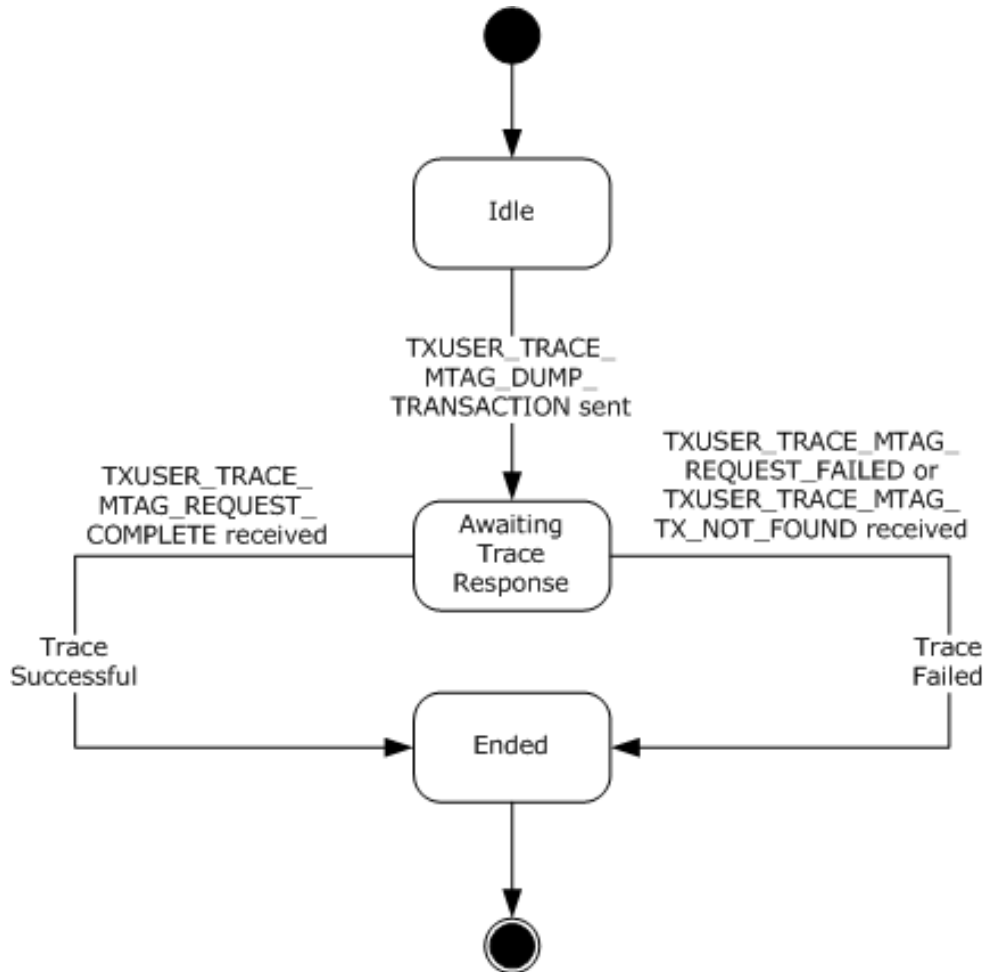 Idle
TXUSER_TRACE_
MTAG_DUMP_
TRANSACTION sent
TXUSER_TRACE_
MTAG_REQUEST_
COMPLETE received
TXUSER_TRACE_MTAG_
REQUEST_FAILED or
TXUSER_TRACE_MTAG_
TX_NOT_FOUND received
Awaiting
Trace
Response
Trace
Successful
Trace
Failed
Ended